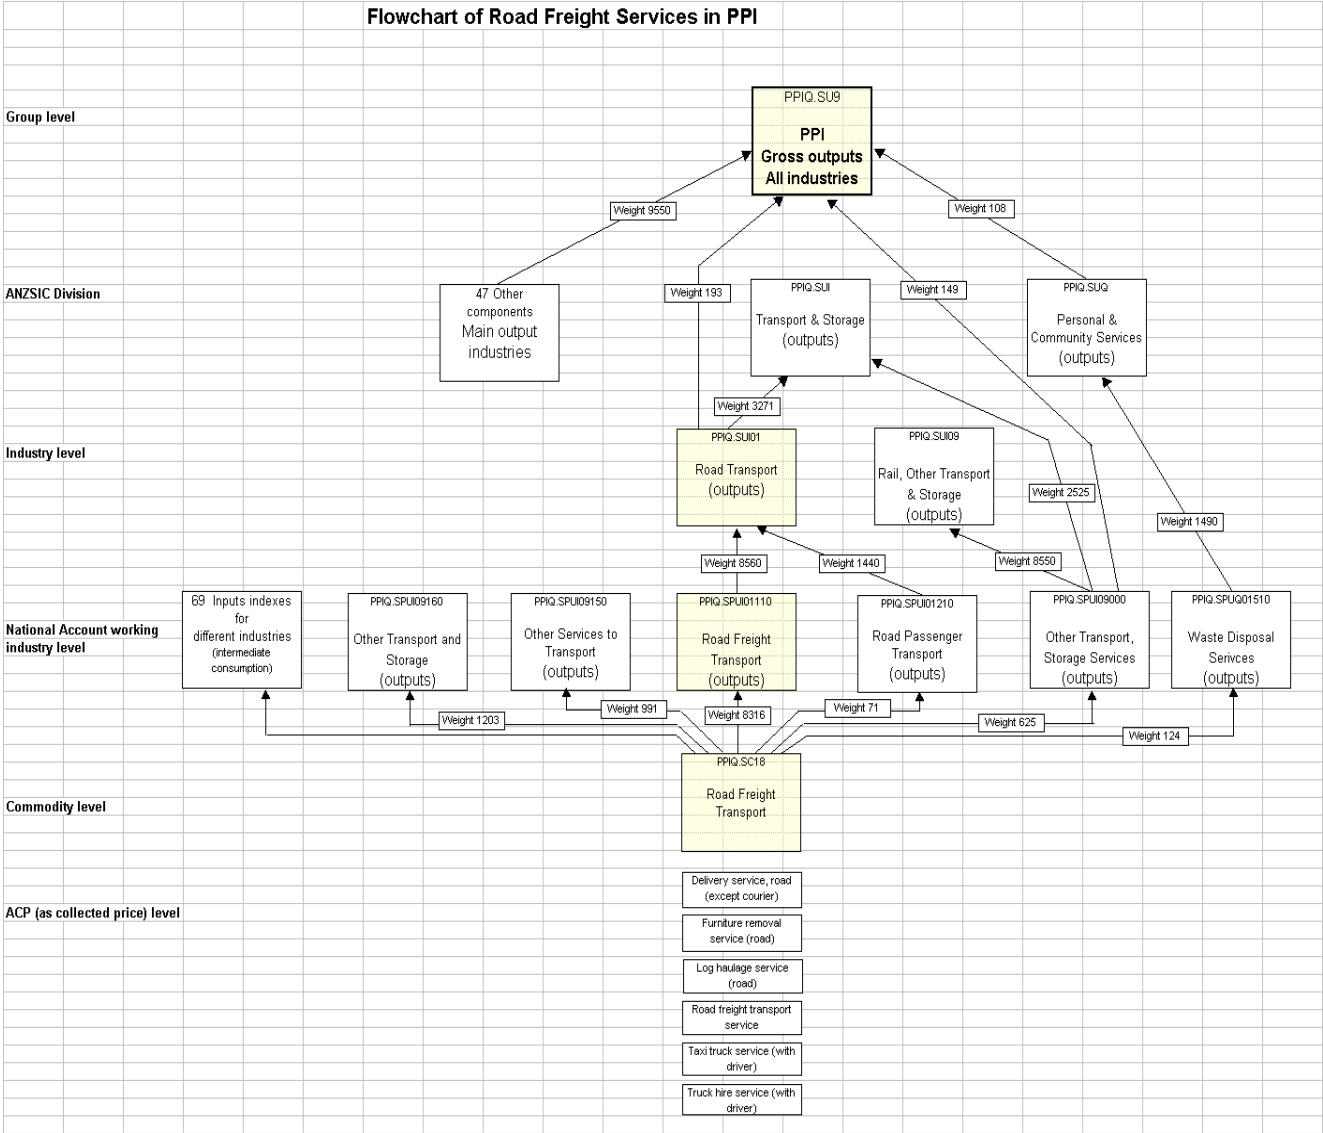 Flowchart of Road Freight Services in PPI
Group level
PPIQ.SU9
PPI
Gross outputs
All industries
Weight 9550
Weight 108
ANZSIC Division
47 Other
components
Main output
industries
Weight 193
PPIQ.SUI
Transport & Storage
(outputs)
Weight 149
PPIQ.SUQ
Personal &
Community Services
(outputs)
Weight 3271
Industry level
PPIQ.SUI01
Road Transport
(outputs)
PPIQ.SUI09
Rail, Other Transport
& Storage
(outputs)
Weight 2525
Weight 1490
Weight 8560
Weight 1440
Weight 8550
National Account working
industry level
69 Inputs indexes
for
different industries
(intermediate
consumption)
PPIQ.SPUI09160
Other Transport and
Storage
(outputs)
PPIQ.SPUI09150
Other Services to
Transport
(outputs)
PPIQ.SPUI01110
Road Freight
Transport
(outputs)
PPIQ.SPUI01210
Road Passenger
Transport
(outputs)
PPIQ.SPUI09000
Other Transport,
Storage Services
(outputs)
PPIQ.SPUQ01510
Waste Disposal
Serivces
(outputs)
Weight 1203
Weight 991
Weight 8316
Weight 71
Weight 625
Weight 124
Commodity level
PPIQ.SC18
Road Freight
Transport
ACP (as collected price) level
Delivery service, road
(except courier)
Furniture removal
service (road)
Log haulage service
(road)
Road freight transport
service
Taxi truck service (with
driver)
Truck hire service (with
driver)